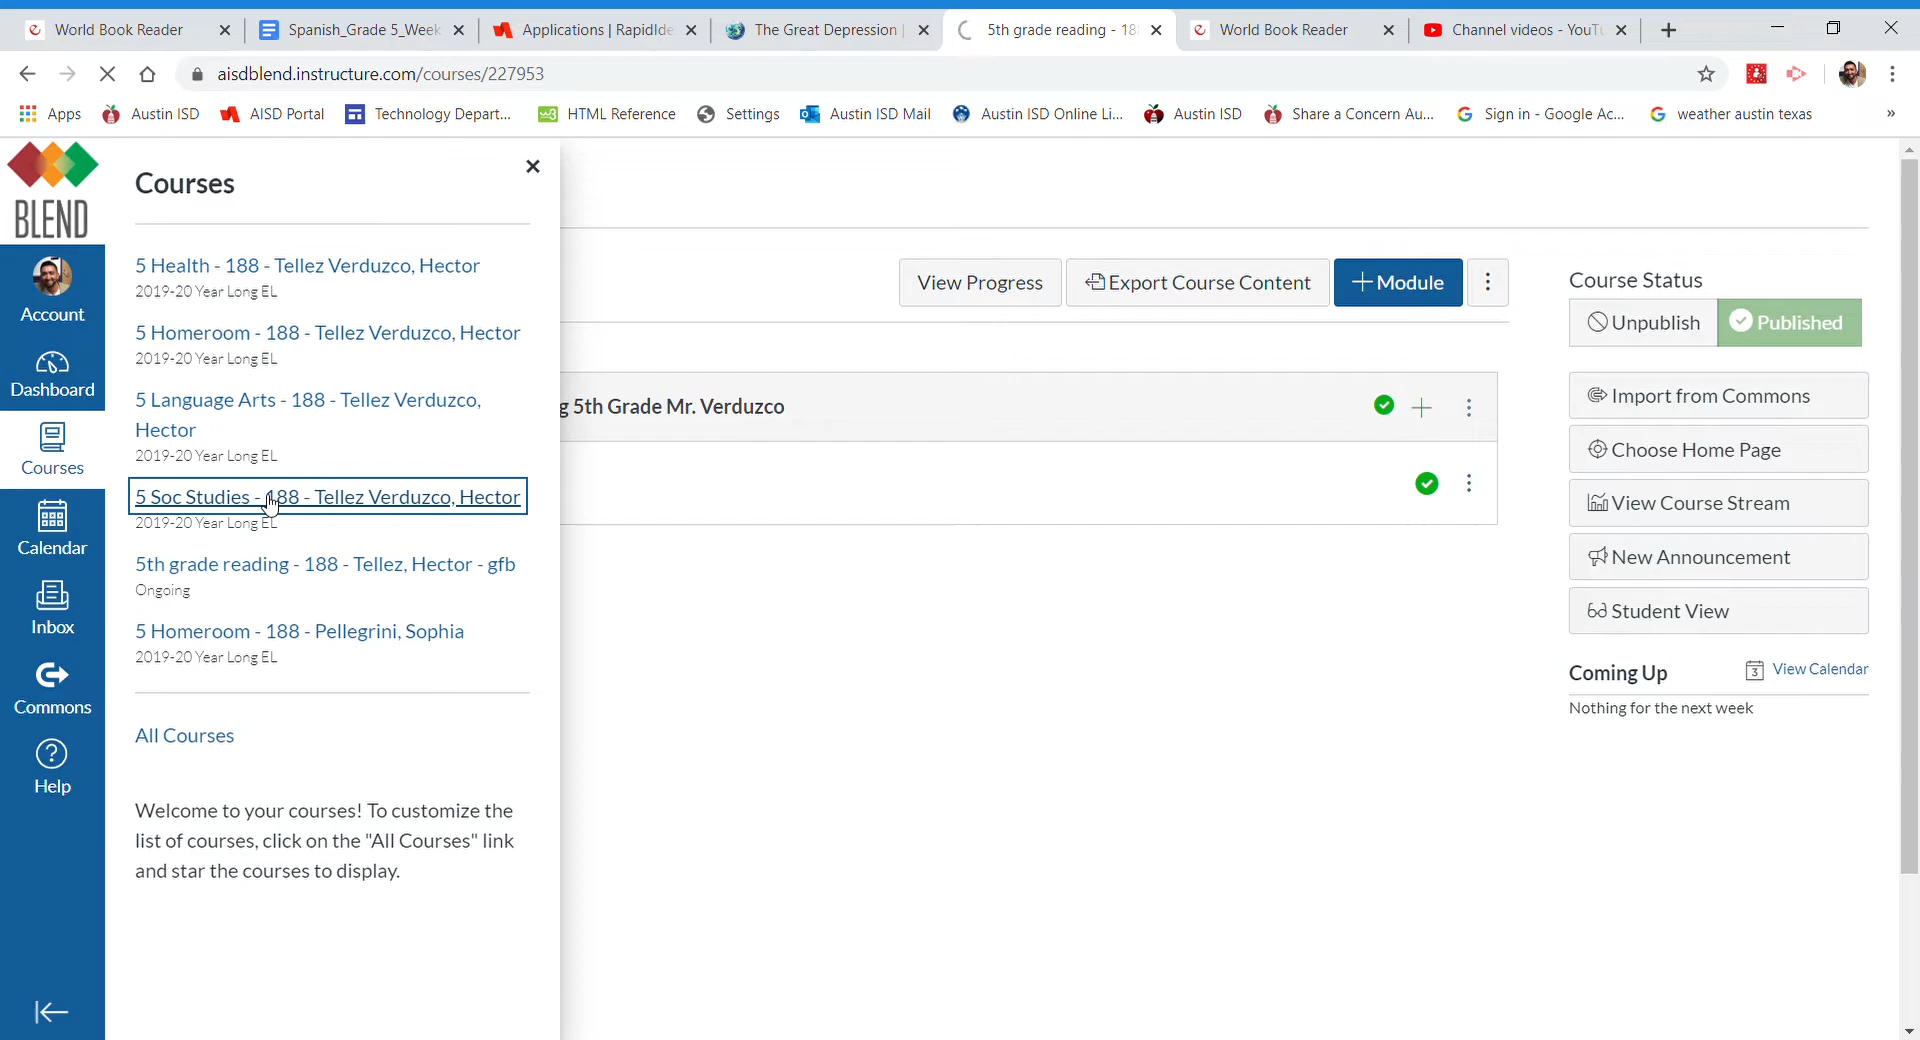 World Book Reader
Spanish_Grade 5_Week
Applications | RapidIde
The Great Depression |
5th grade reading - 188
World Book Reader
Channel videos - YouTu
aisdblend.instructure.com/courses/227953
Apps
Austin ISD
AISD Portal
Technology Depart...
HTML Reference
Settings
Austin ISD Mail
Austin ISD Online Li...
Austin ISD
Share a Concern Au...
Sign in - Google Ac...
weather austin texas
»
BLEND
Account
Dashboard
Courses
Calendar
Inbox
Commons
Help
Courses
5 Health - 188 - Tellez Verduzco, Hector
2019-20 Year Long EL
5 Homeroom - 188 - Tellez Verduzco, Hector
2019-20 Year Long EL
5 Language Arts - 188 - Tellez Verduzco,
Hector
2019-20 Year Long EL
5 Soc Studies - 188 - Tellez Verduzco, Hector
2019-20 Year Long EL
5th grade reading - 188 - Tellez, Hector - gfb
Ongoing
5 Homeroom - 188 - Pellegrini, Sophia
2019-20 Year Long EL
All Courses
Welcome to your courses! To customize the
list of courses, click on the "All Courses" link
and star the courses to display.
View Progress
Export Course Content
+ Module
g 5th Grade Mr. Verduzco
Course Status
Unpublish
Published
Import from Commons
Choose Home Page
View Course Stream
New Announcement
Student View
Coming Up
3 View Calendar
Nothing for the next week